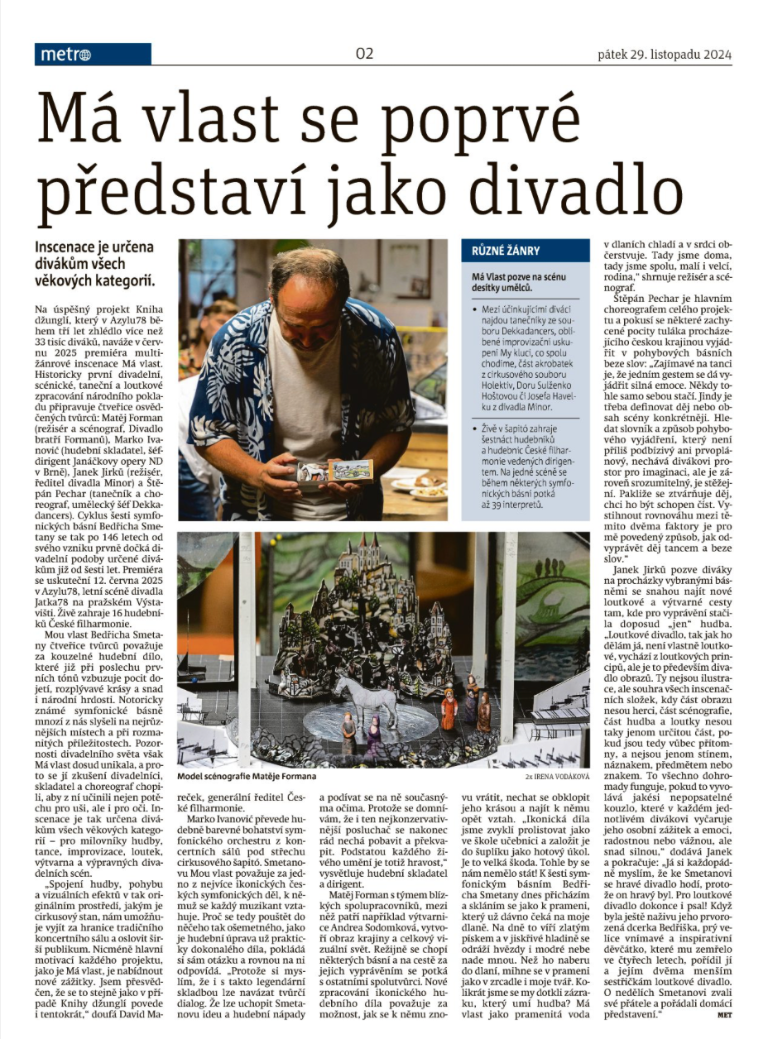 metro
02
pátek 29. listopadu 2024
Má vlast se poprvé
představí jako divadlo
Inscenace je určena
divákům všech
věkových kategorií.
Na úspěšný projekt Kniha
džunglí, který v Azylu78 bě-
hem tří let zhlédlo více než
33 tisíc diváků, naváže v červ-
nu 2025 premiéra multi-
žánrové inscenace Má vlast.
Historicky první divadelní,
scénické, taneční a loutkové
zpracování národního pokla-
du připravuje čtveřice osvěd-
čených tvůrců: Matěj Forman
(režisér a scénograf, Divadlo
bratří Formanů), Marko Iva-
nović (hudební skladatel, šéf-
dirigent Janáčkovy opery ND
v Brně), Janek Jirků (režisér,
ředitel divadla Minor) a Ště-
pán Pechar (tanečník a cho-
reograf, umělecký šéf Dekka-
dancers). Cyklus šesti symfo-
nických básní Bedřicha Sme-
tany se tak po 146 letech od
svého vzniku prvně dočká di-
vadelní podoby určené divá-
kům již od šesti let. Premiéra
se uskuteční 12. června 2025
v Azylu78, letní scéně divadla
Jatka78 na pražském Výsta-
višti. Živě zahraje 16 hudební-
ků České filharmonie.
Mou vlast Bedřicha Smeta-
ny čtveřice tvůrců považuje
za kouzelné hudební dílo,
které již při poslechu prv-
ních tónů vzbuzuje pocit do-
jetí, rozplývavé krásy a snad
i národní hrdosti. Notoricky
známé symfonické básně
mnozí z nás slyšeli na nejrůz-
nějších místech a při rozma-
nitých příležitostech. Pozor-
nosti divadelního světa však
Má vlast dosud unikala, a pro-
to se jí zkušení divadelníci,
skladatel a choreograf chopi-
li, aby z ní učinili nejen potě-
chu pro uši, ale i pro oči. In-
scenace je tak určena divá-
kům všech věkových katego-
rií – pro milovníky hudby,
tance, improvizace, loutek,
výtvarna a výpravných diva-
delních scén.
„Spojení hudby, pohybu
a vizuálních efektů v tak ori-
ginálním prostředí, jakým je
cirkusový stan, nám umožňu-
je vyjít za hranice tradičního
koncertního sálu a oslovit šir-
ší publikum. Nicméně hlavní
motivací každého projektu,
jako je Má vlast, je nabídnout
nové zážitky. Jsem přesvěd-
čen, že se to stejně jako v pří-
padě Knihy džunglí povede
i tentokrát,“ doufá David Ma-
reček, generální ředitel Čes-
ké filharmonie.
Marko Ivanović převede hu-
debně barevné bohatství sym-
fonického orchestru z kon-
certních sálů pod střechu
cirkusového šapitó. Smetano-
vu Mou vlast považuje za jed-
no z nejvíce ikonických čes-
kých symfonických děl, k ně-
muž se každý muzikant vzta-
huje. Proč se tedy pouštět do
něčeho tak ošemetného, jako
je hudební úprava už praktic-
ky dokonalého díla, pokládá
si sám otázku a rovnou na ni
odpovídá. „Protože si mys-
lím, že i s takto legendární
skladbou lze navázat tvůrčí
dialog. Že lze uchopit Smeta-
novu ideu a hudební nápady
a podívat se na ně současný-
ma očima. Protože se domní-
vám, že i ten nejkonzervativ-
nější posluchač se nakonec
rád nechá pobavit a překva-
pit. Podstatou každého ži-
vého umění je totiž hravost,“
vysvětluje hudební skladatel
a dirigent.
Matěj Forman s týmem blíz-
kých spolupracovníků, mezi
něž patří například výtvarni-
ce Andrea Sodomková, vytvo-
ří obraz krajiny a celkový vi-
zuální svět. Režijně se chopí
některých básní a na cestě za
jejich vyprávěním se potká
s ostatními spolutvůrci. Nové
zpracování ikonického hu-
debního díla považuje za
možnost, jak se k němu zno-
vu vrátit, nechat se obklopit
jeho krásou a najít k němu
opět vztah. „Ikonická díla
jsme zvyklí prolistovat jako
ve škole učebnici a založit je
do šuplíku jako hotový úkol.
Je to velká škoda. Tohle by se
nám nemělo stát! K šesti sym-
fonickým básním Bedři-
cha Smetany dnes přicházím
a skláním se jako k prameni,
který už dávno čeká na moje
dlaně. Na dně to víří zlatým
pískem a v jiskřivé hladině se
odráží hvězdy i modré nebe
nade mnou. Než ho naberu
do dlaní, mihne se v prameni
jako v zrcadle i moje tvář. Ko-
likrát jsme se my dotkli zázra-
ku, který umí hudba? Má
vlast jako pramenitá voda
v dlaních chladí a v srdci ob-
čerstvuje. Tady jsme doma,
tady jsme spolu, malí i velcí,
rodina,“ shrnuje režisér a scé-
nograf.
Štěpán Pechar je hlavním
choreografem celého projek-
tu a pokusí se některé zachy-
cené pocity tuláka procháze-
jícího českou krajinou vyjád-
řit v pohybových básních
beze slov: „Zajímavé na tanci
je, že jedním gestem se dá vy-
jádřit silná emoce. Někdy to-
hle samo sebou stačí. Jindy je
třeba definovat děj nebo ob-
sah scény konkrétněji. Hle-
dat slovník a způsob pohybo-
vého vyjádření, který není
příliš podbízivý ani prvoplá-
nový, nechává divákovi pro-
stor pro imaginaci, ale je zá-
roveň srozumitelný, je stěžej-
ní. Pakliže se ztvárňuje děj,
chci ho být schopen číst. Vy-
stihnout rovnováhu mezi tě-
mito dvěma faktory je pro
mě povedený způsob, jak od-
vyprávět děj tancem a beze
slov.“
Janek Jirků pozve diváky
na procházky vybranými bás-
němi se snahou najít nové
loutkové a výtvarné cesty
tam, kde pro vyprávění stači-
la doposud „jen“ hudba.
„Loutkové divadlo, tak jak ho
dělám já, není vlastně loutko-
vé, vychází z loutkových prin-
cipů, ale je to především diva-
dlo obrazů. Ty nejsou ilustra-
ce, ale souhra všech inscenač-
ních složek, kdy část obrazu
nesou herci, část scénografie,
část hudba a loutky nesou
taky jenom určitou část, po-
kud jsou tedy vůbec přítom-
ny, a nejsou jenom stínem,
náznakem, předmětem nebo
znakem. To všechno dohro-
mady funguje, pokud to vyvo-
lává jakési nepopsatelné
kouzlo, které v každém jed-
notlivém divákovi vyčaruje
jeho osobní zážitek a emoci,
radostnou nebo vážnou, ale
snad silnou,“ dodává Janek
a pokračuje: „Já si každopád-
ně myslím, že ke Smetanovi
se hravé divadlo hodí, proto-
že on hravý byl. Pro loutkové
divadlo dokonce i psal! Když
byla ještě naživu jeho prvoro-
zená dcerka Bedřiška, prý vel-
mi vnímavé a inspirativní
děvčátko, které mu zemřelo
ve čtyřech letech, pořídil jí
a jejím dvěma menším
sestřičkám loutkové divadlo.
O nedělích Smetanovi zvali
své přátele a pořádali domácí
představení.“ MET
RŮZNÉ ŽÁNRY
Má Vlast pozve na scénu
desítky umělců.
• Mezi účinkujícími diváci
najdou tanečníky ze sou-
boru Dekkadancers, oblí-
bené improvizační usku-
pení My kluci, co spolu
chodíme, část akrobatek
z cirkusového souboru
Holektiv, Doru Sulženko
Hoštovou či Josefa Havel-
ku z divadla Minor.
• Živě v šapitó zahraje
šestnáct hudebníků
a hudebnic České filhar-
monie vedených dirigen-
tem. Na jedné scéně se
během některých symfo-
nických básní potká
až 39 interpretů.
Model scénografie Matěje Formana
2x IRENA VODÁKOVÁ